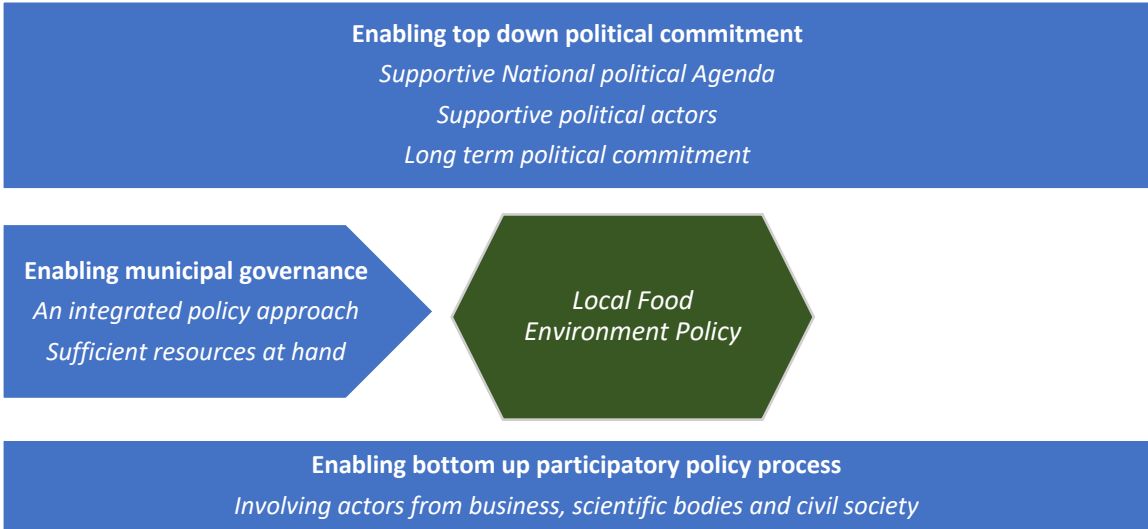 Enabling top down political commitment
Supportive National political Agenda
Supportive political actors
Long term political commitment
Enabling municipal governance
An integrated policy approach
Sufficient resources at hand
Local Food
Environment Policy
Enabling bottom up participatory policy process
Involving actors from business, scientific bodies and civil society